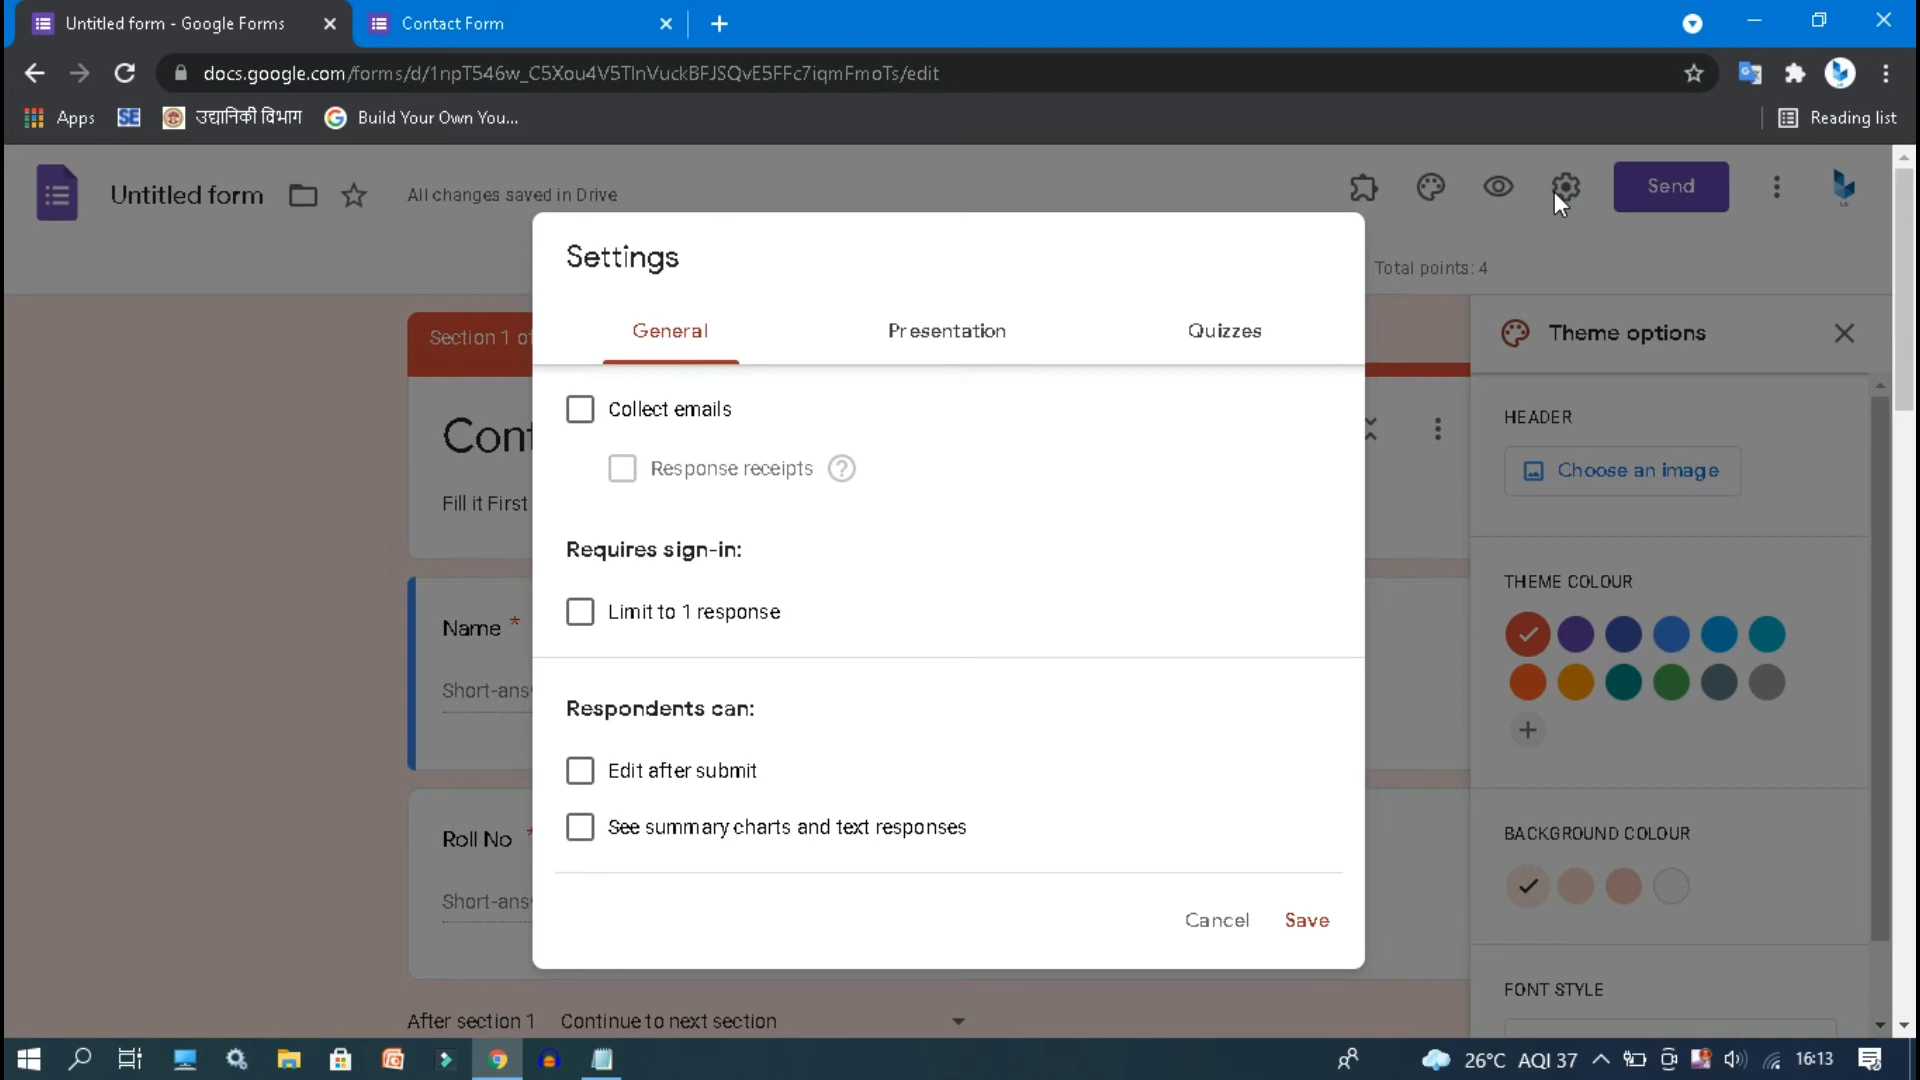 Untitled form - Google Forms
Contact Form
docs.google.com/forms/d/1npT546w_C5Xou4V5TlnVuckBFJSQvE5FFc7iqmFmoTs/edit
Apps
SE
उद्यानिकी विभाग
Build Your Own You...
Reading list
Untitled form
All changes saved in Drive
Send
Total points: 4
Settings
General
Presentation
Quizzes
Collect emails
Response receipts
Requires sign-in:
Limit to 1 response
Respondents can:
Edit after submit
See summary charts and text responses
Cancel
Save
Section 1 of
Cont
Fill it First
Name *
Short-ans
Roll No *
Short-ans
After section 1 Continue to next section
Theme options
HEADER
Choose an image
THEME COLOUR
BACKGROUND COLOUR
FONT STYLE
26°C AQI 37
16:13